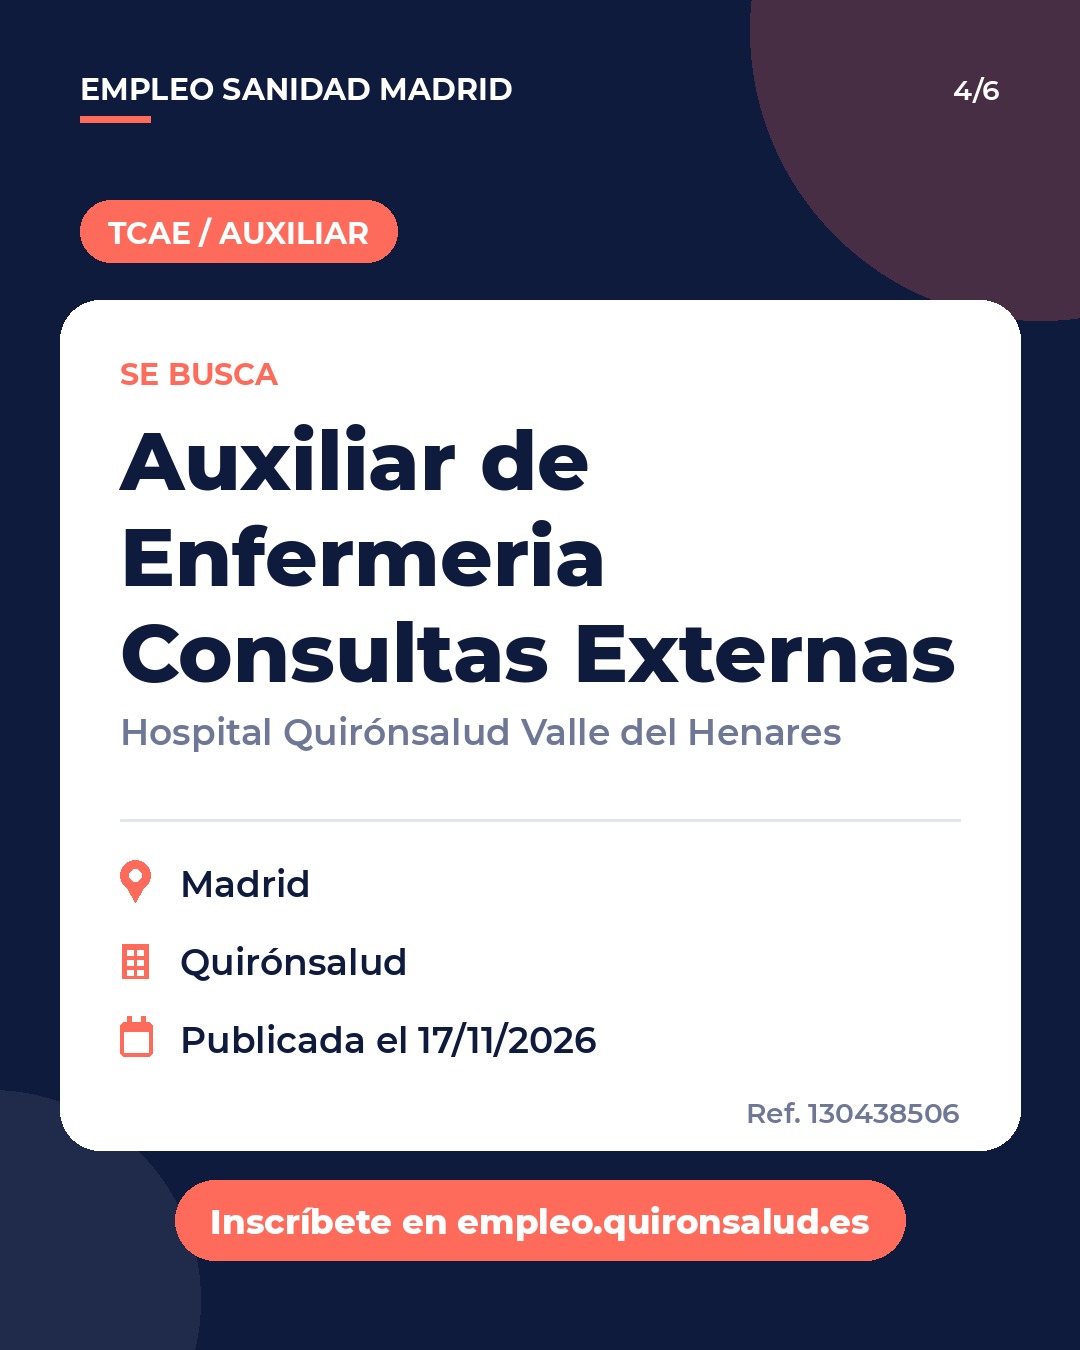 EMPLEO SANIDAD MADRID
4/6
TCAE / AUXILIAR
SE BUSCA
Auxiliar de
Enfermeria
Consultas Externas
Hospital Quirónsalud Valle del Henares
Madrid
Quirónsalud
Publicada el 17/11/2026
Ref. 130438506
Inscríbete en empleo.quironsalud.es